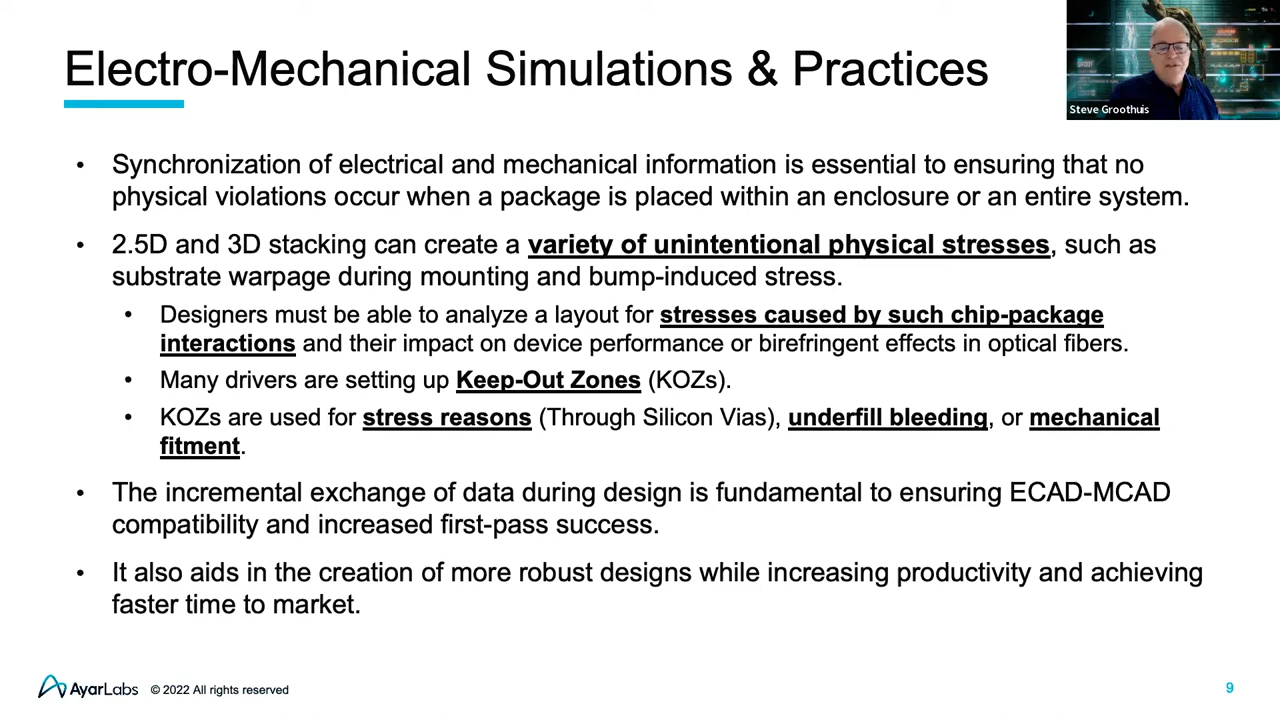 Electro-Mechanical Simulations & Practices
Steve Groothuis
• Synchronization of electrical and mechanical information is essential to ensuring that no
physical violations occur when a package is placed within an enclosure or an entire system.
• 2.5D and 3D stacking can create a variety of unintentional physical stresses, such as
substrate warpage during mounting and bump-induced stress.
• Designers must be able to analyze a layout for stresses caused by such chip-package
interactions and their impact on device performance or birefringent effects in optical fibers.
• Many drivers are setting up Keep-Out Zones (KOZs).
• KOZs are used for stress reasons (Through Silicon Vias), underfill bleeding, or mechanical
fitment.
• The incremental exchange of data during design is fundamental to ensuring ECAD-MCAD
compatibility and increased first-pass success.
• It also aids in the creation of more robust designs while increasing productivity and achieving
faster time to market.
AyarLabs © 2022 All rights reserved
9